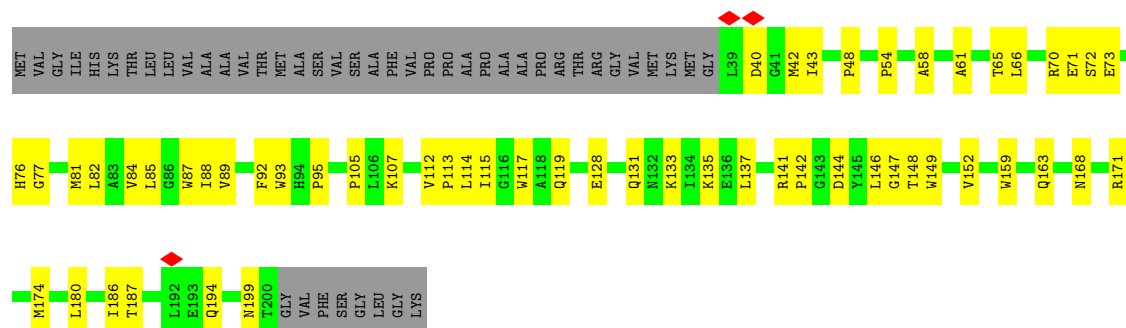 MET VAL GLY ILE HIS LYS THR LEU LEU VAL ALA ALA VAL THR MET ALA SER VAL SER ALA PHE VAL PRO PRO ALA PRO ALA ALA PRO ARG THR ARG GLY VAL MET LYS MET GLY L39 D40 G41 M42 I43 P48 P54 A58 A61 T65 L66 R70 E71 S72 E73
H76 G77 M81 L82 A83 V84 L85 G86 W87 I88 V89 F92 W93 H94 P95 P105 L106 K107 V112 P113 L114 I115 G116 W117 A118 Q119 E128 Q131 N132 K133 I134 K135 E136 L137 R141 P142 G143 D144 Y145 L146 G147 T148 W149 V152 W159 Q163 N168 R171
M174 L180 I186 T187 L192 E193 Q194 N199 T200 GLY VAL PHE SER GLY LEU GLY LYS